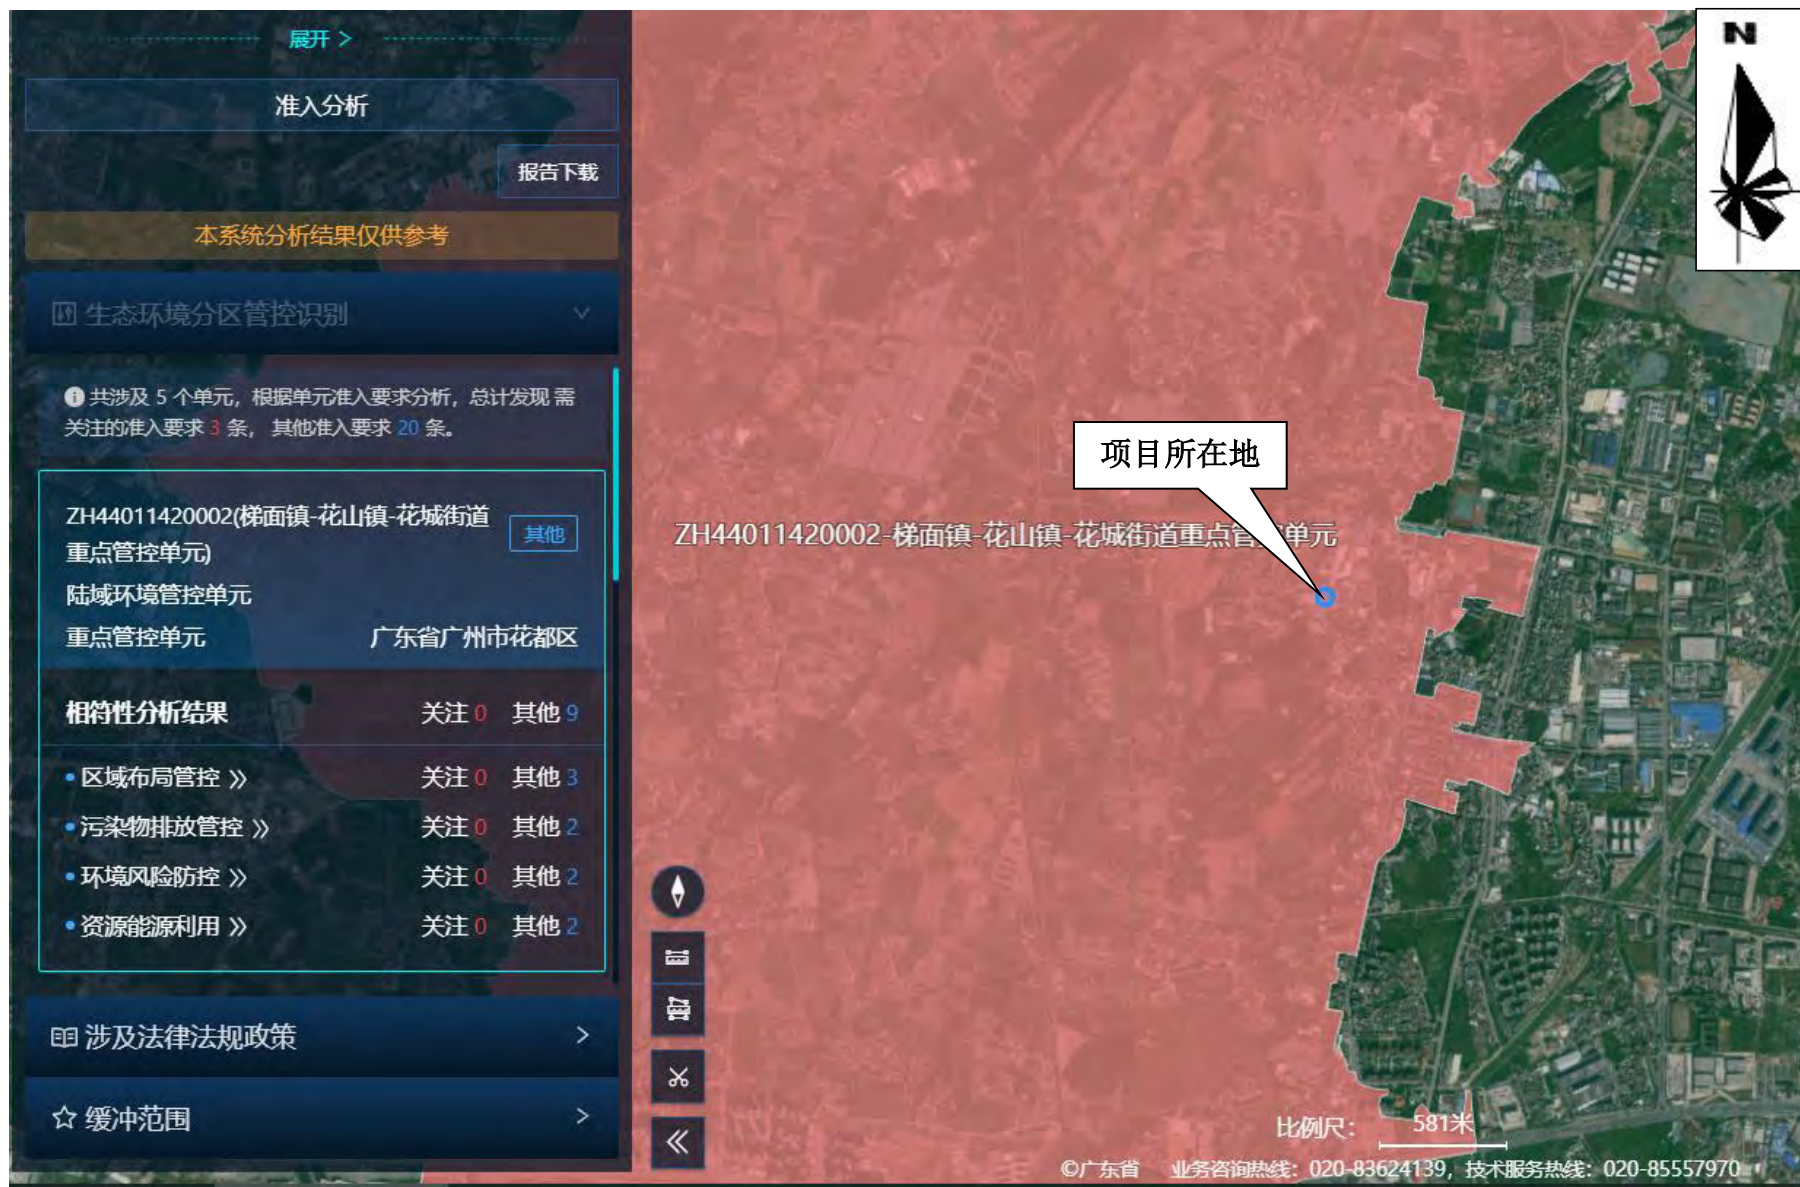 展开 >
准入分析
报告下载
本系统分析结果仅供参考
生态环境分区管控识别
共涉及 5 个单元，根据单元准入要求分析，总计发现 需
关注的准入要求 3 条， 其他准入要求 20 条。
ZH44011420002(梯面镇-花山镇-花城街道
重点管控单元)
其他
陆域环境管控单元
重点管控单元 广东省广州市花都区
相符性分析结果 关注 0 其他 9
区域布局管控 关注 0 其他 3
污染物排放管控 关注 0 其他 2
环境风险防控 关注 0 其他 2
资源能源利用 关注 0 其他 2
涉及法律法规政策 >
缓冲范围 >
N
项目所在地
ZH44011420002-梯面镇-花山镇-花城街道重点管控单元
比例尺： 581米
©广东省 业务咨询热线：020-83624139，技术服务热线：020-85557970